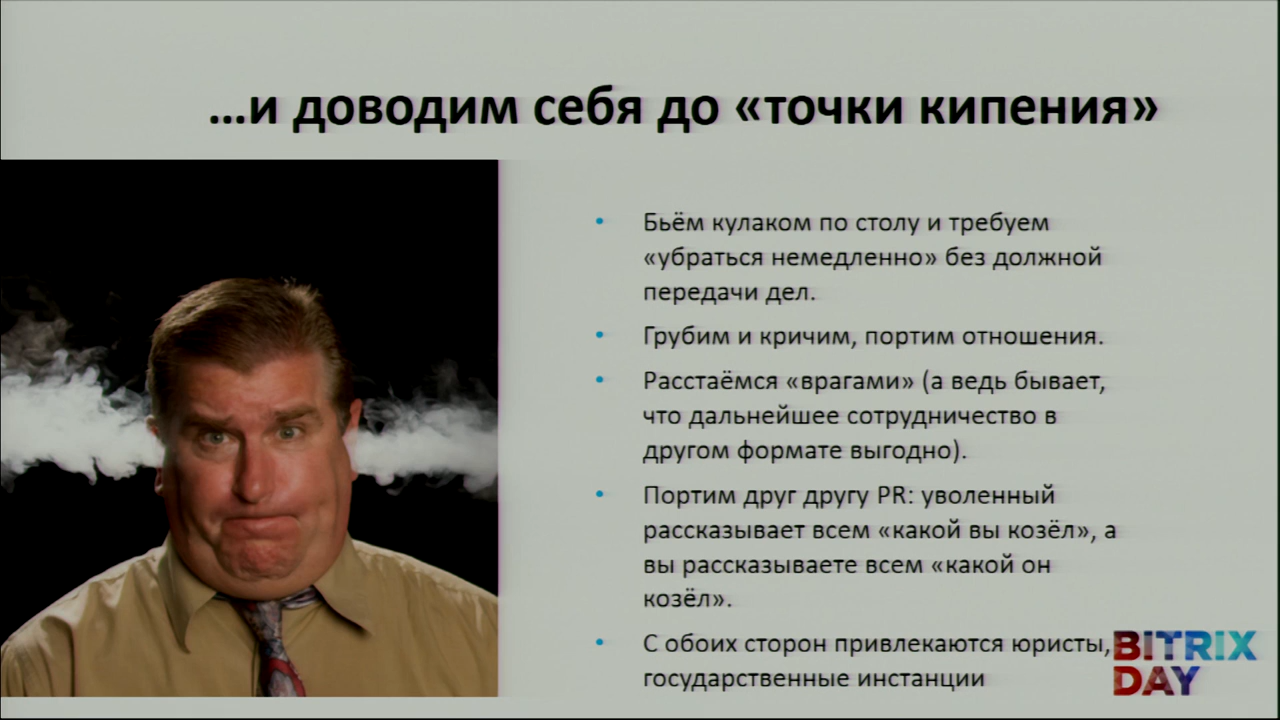 …и доводим себя до «точки кипения»
• Бьём кулаком по столу и требуем
«убраться немедленно» без должной
передачи дел.
• Грубим и кричим, портим отношения.
• Расстаёмся «врагами» (а ведь бывает,
что дальнейшее сотрудничество в
другом формате выгодно).
• Портим друг другу PR: уволенный
рассказывает всем «какой вы козёл», а
вы рассказываете всем «какой он
козёл».
• С обоих сторон привлекаются юристы,
государственные инстанции
BITRIX
DAY